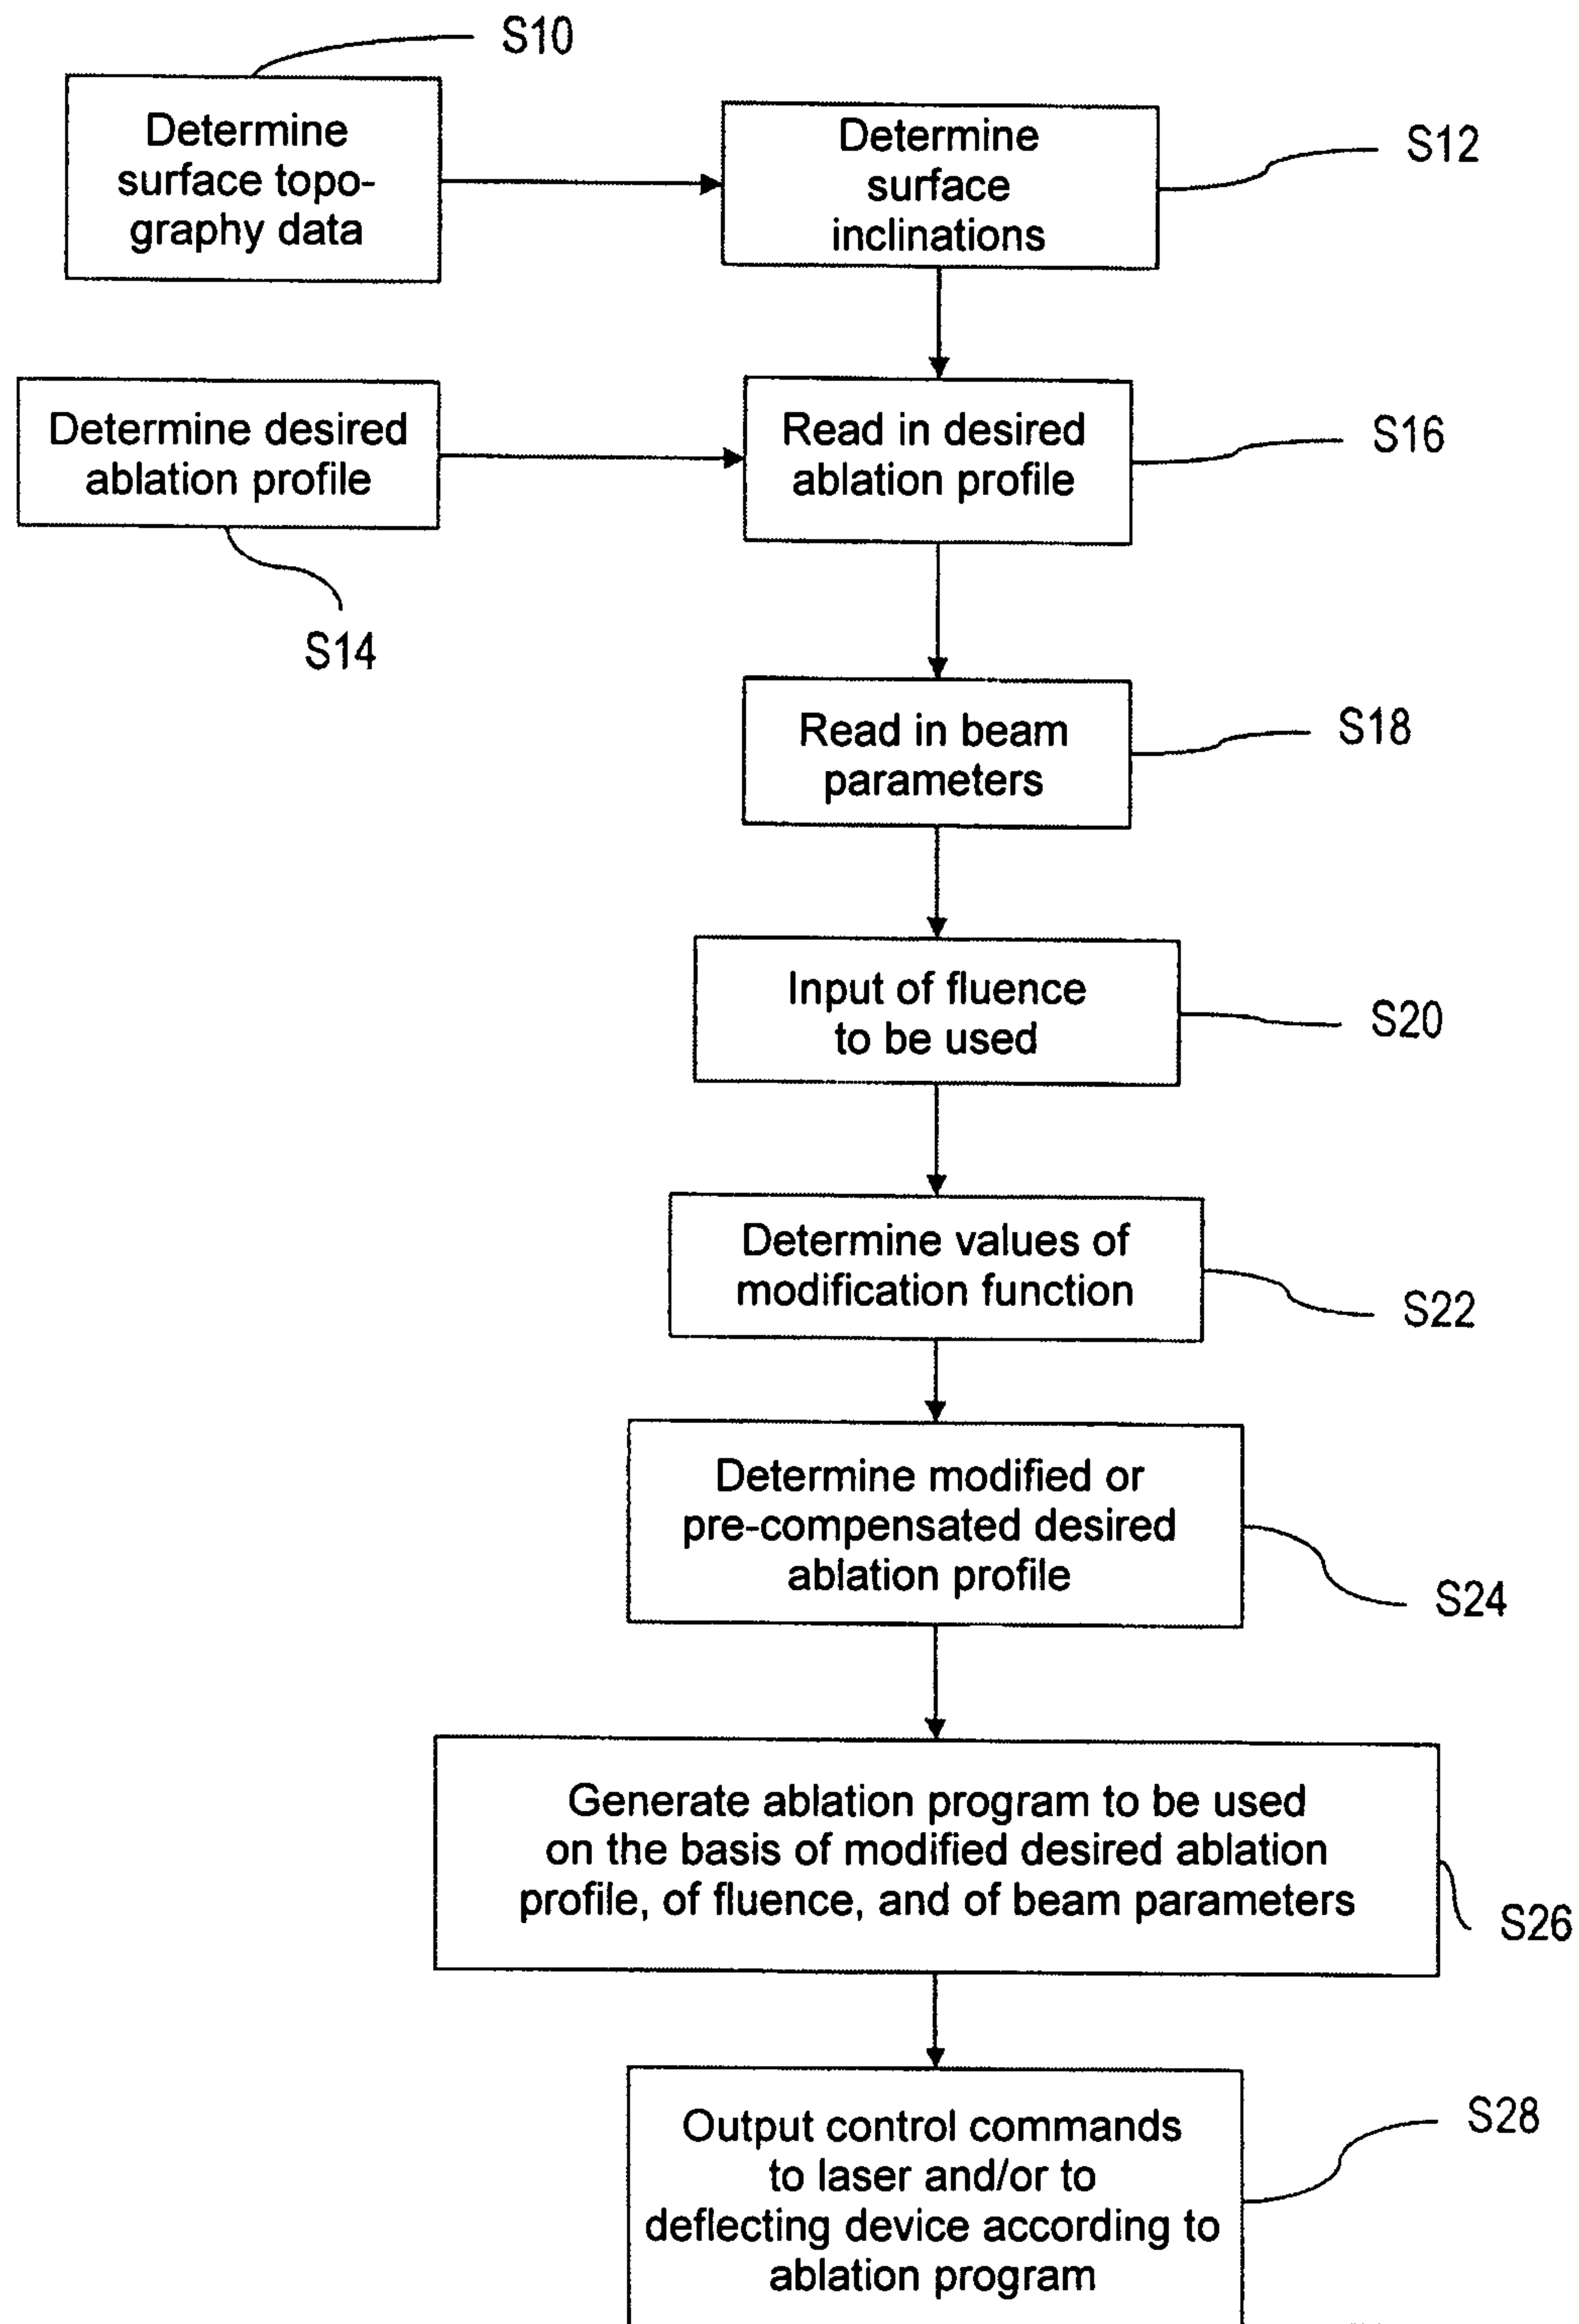 S10
Determine
surface topo-
graphy data
Determine
surface
inclinations
S12
Determine desired
ablation profile
S14
Read in desired
ablation profile
S16
Read in beam
parameters
S18
Input of fluence
to be used
S20
Determine values of
modification function
S22
Determine modified or
pre-compensated desired
ablation profile
S24
Generate ablation program to be used
on the basis of modified desired ablation
profile, of fluence, and of beam parameters
S26
Output control commands
to laser and/or to
deflecting device according to
ablation program
S28